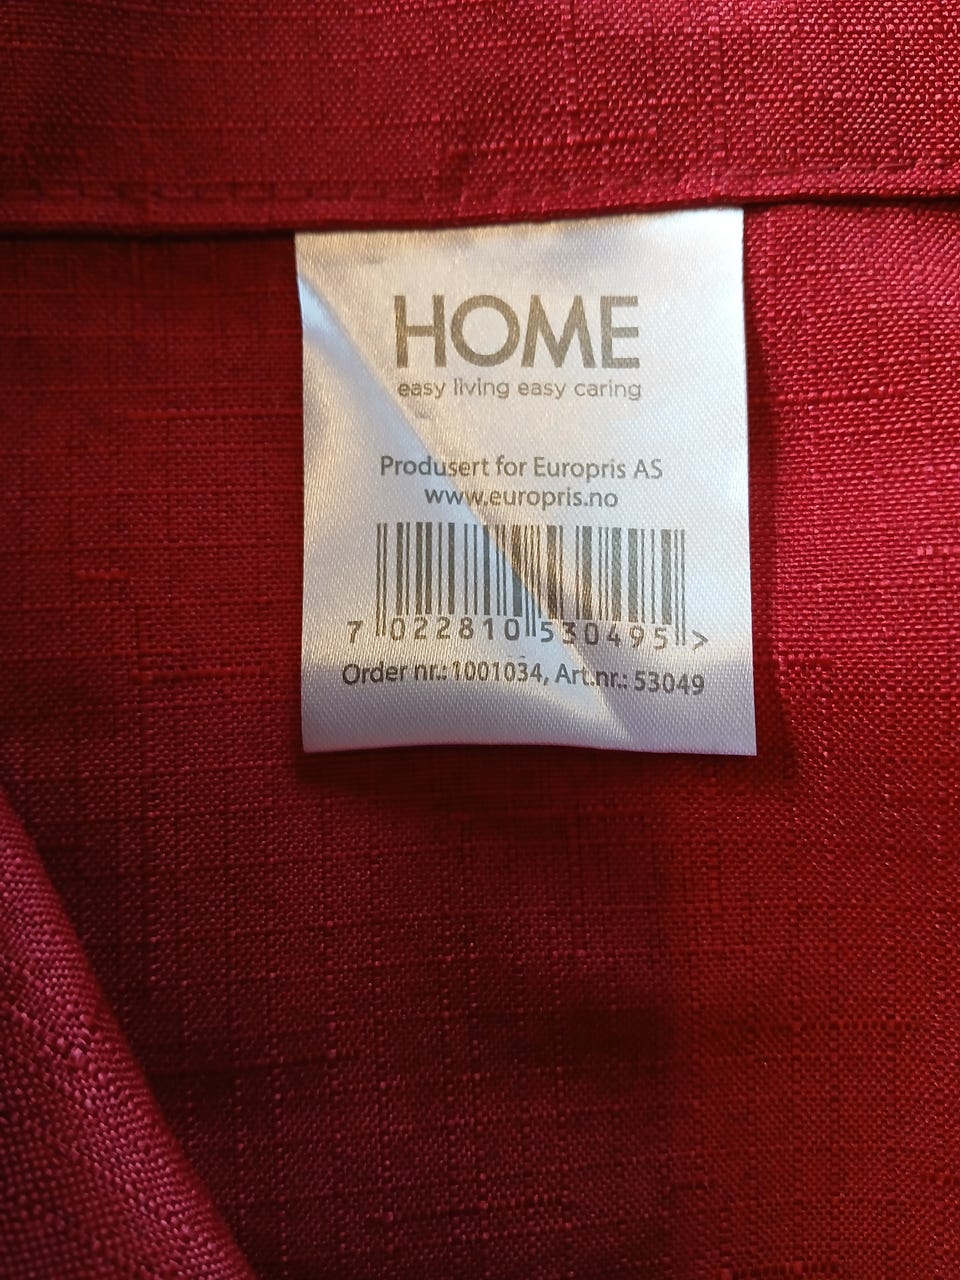 HOME
easy living easy caring
Produsert for Europris AS
www.europris.no
7 022810 530495 >
Order nr.: 1001034, Art.nr.: 53049